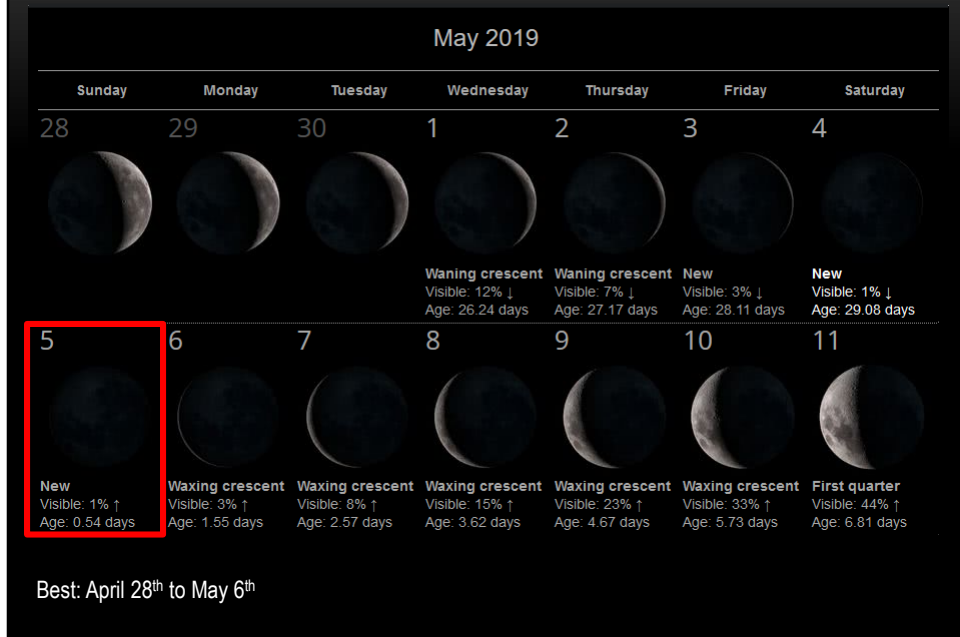 May 2019
Sunday Monday Tuesday Wednesday Thursday Friday Saturday
28 29 30 1 2 3 4
Waning crescent Waning crescent New New
Visible: 12% ↓ Visible: 7% ↓ Visible: 3% ↓ Visible: 1% ↓
Age: 26.24 days Age: 27.17 days Age: 28.11 days Age: 29.08 days
5 6 7 8 9 10 11
New Waxing crescent Waxing crescent Waxing crescent Waxing crescent Waxing crescent First quarter
Visible: 1% ↑ Visible: 3% ↑ Visible: 8% ↑ Visible: 15% ↑ Visible: 23% ↑ Visible: 33% ↑ Visible: 44% ↑
Age: 0.54 days Age: 1.55 days Age: 2.57 days Age: 3.62 days Age: 4.67 days Age: 5.73 days Age: 6.81 days
Best: April 28th to May 6th